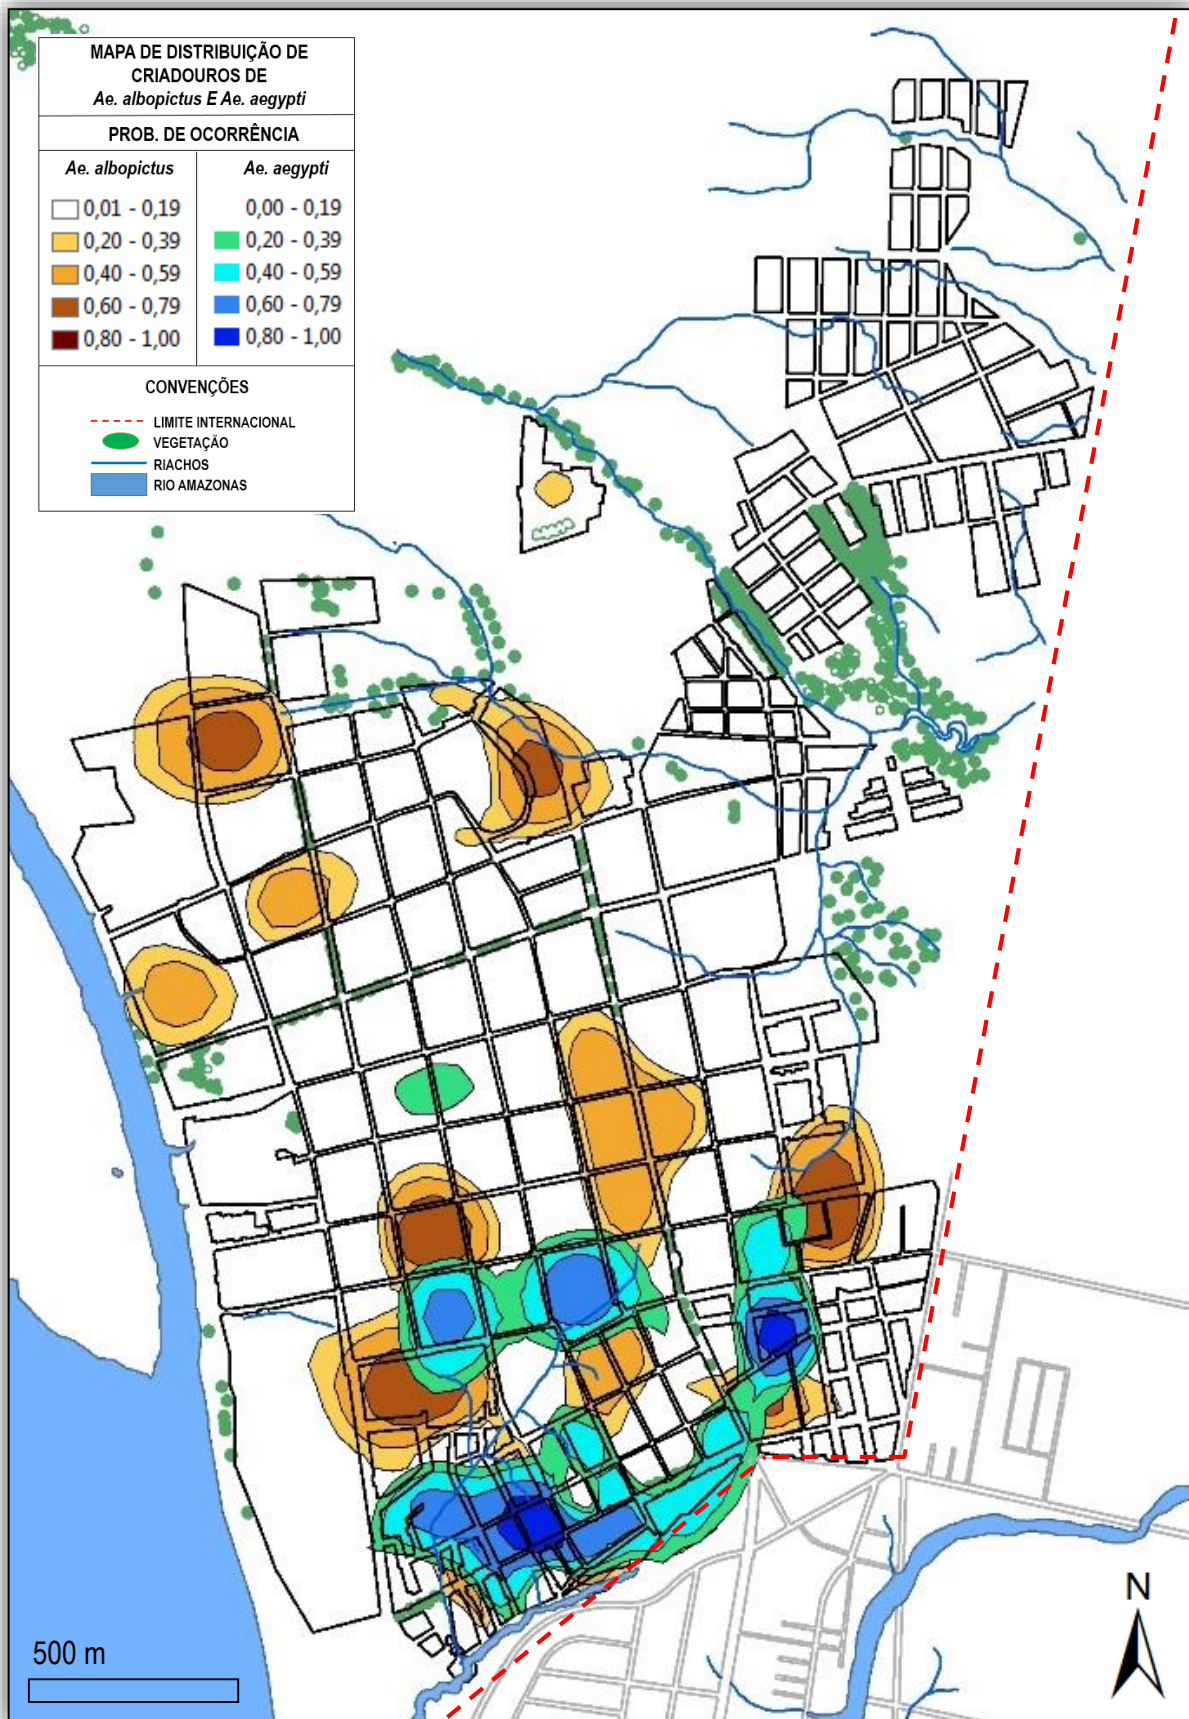 MAPA DE DISTRIBUIÇÃO DE
CRIADOUROS DE
Ae. albopictus E Ae. aegypti
PROB. DE OCORRÊNCIA
Ae. albopictus Ae. aegypti
0,01 - 0,19 0,00 - 0,19
0,20 - 0,39 0,20 - 0,39
0,40 - 0,59 0,40 - 0,59
0,60 - 0,79 0,60 - 0,79
0,80 - 1,00 0,80 - 1,00
CONVENÇÕES
LIMITE INTERNACIONAL
VEGETAÇÃO
RIACHOS
RIO AMAZONAS
N
500 m